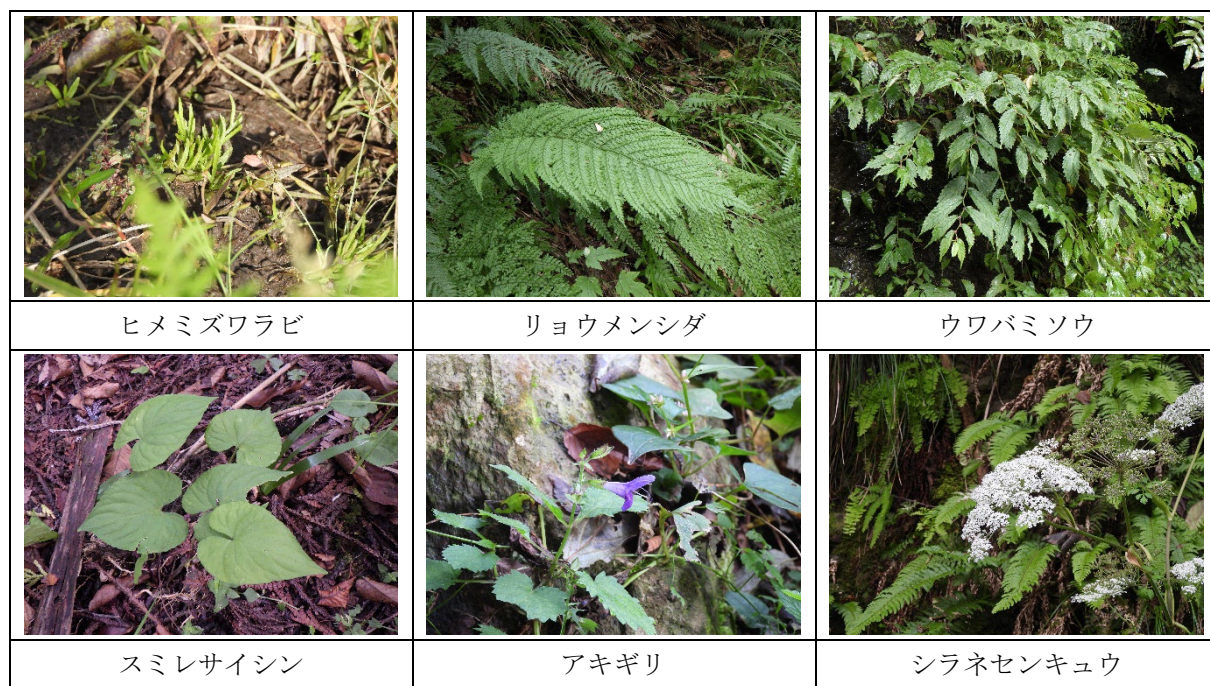 ヒメミズワラビ
リョウメンシダ
ウワバミソウ
スミレサイシン
アキギリ
シラネセンキュウ